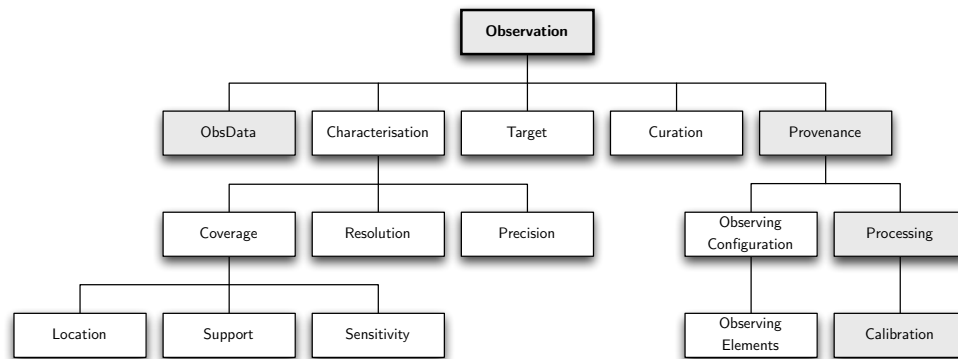 Observation
ObsData
Characterisation
Target
Curation
Provenance
Coverage
Resolution
Precision
Observing
Configuration
Processing
Location
Support
Sensitivity
Observing
Elements
Calibration